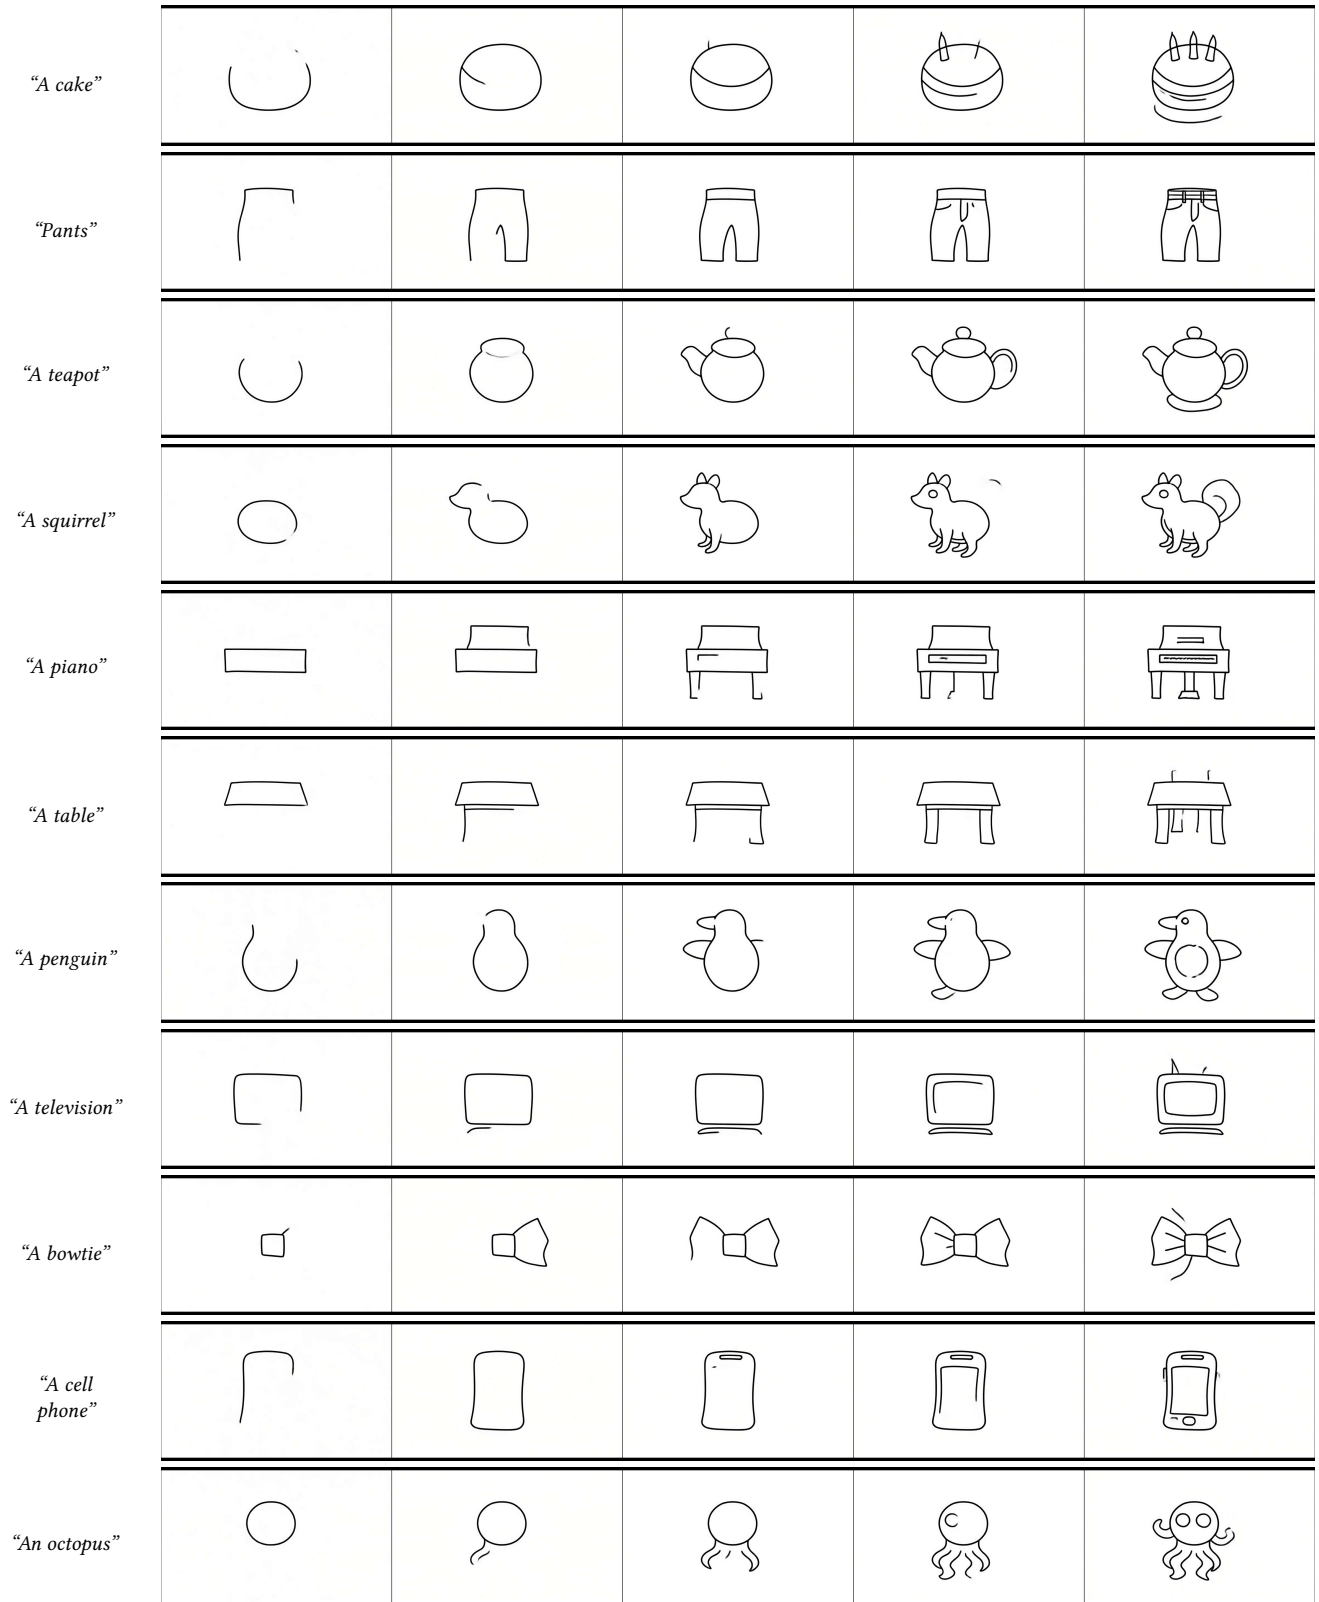 “A cake”
“Pants”
“A teapot”
“A squirrel”
“A piano”
“A table”
“A penguin”
“A television”
“A bowtie”
“A cell
phone”
“An octopus”